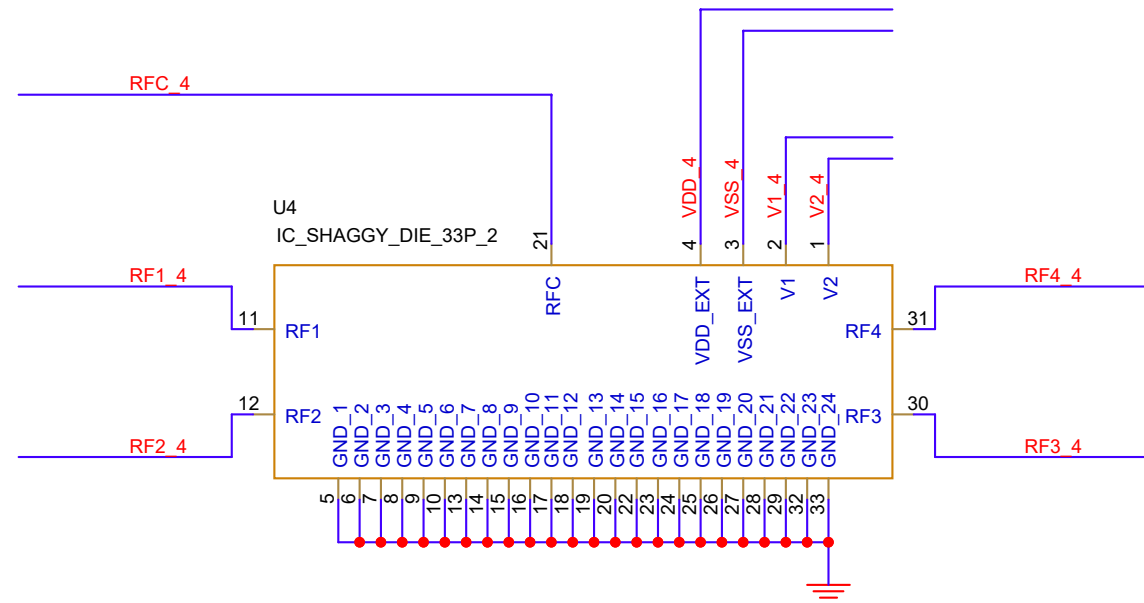 RFC_4
VDD_4
VSS_4
V1_4
V2_4
U4
IC_SHAGGY_DIE_33P_2
21
4
3
2
1
RF1_4
RF4_4
RFC
VDD_EXT
VSS_EXT
V1
V2
11
RF1
RF4
31
12
RF2
RF3
30
GND_1
GND_2
GND_3
GND_4
GND_5
GND_6
GND_7
GND_8
GND_9
GND_10
GND_11
GND_12
GND_13
GND_14
GND_15
GND_16
GND_17
GND_18
GND_19
GND_20
GND_21
GND_22
GND_23
GND_24
RF2_4
RF3_4
5
6
7
8
9
10
13
14
15
16
17
18
19
20
22
23
24
25
26
27
28
29
32
33